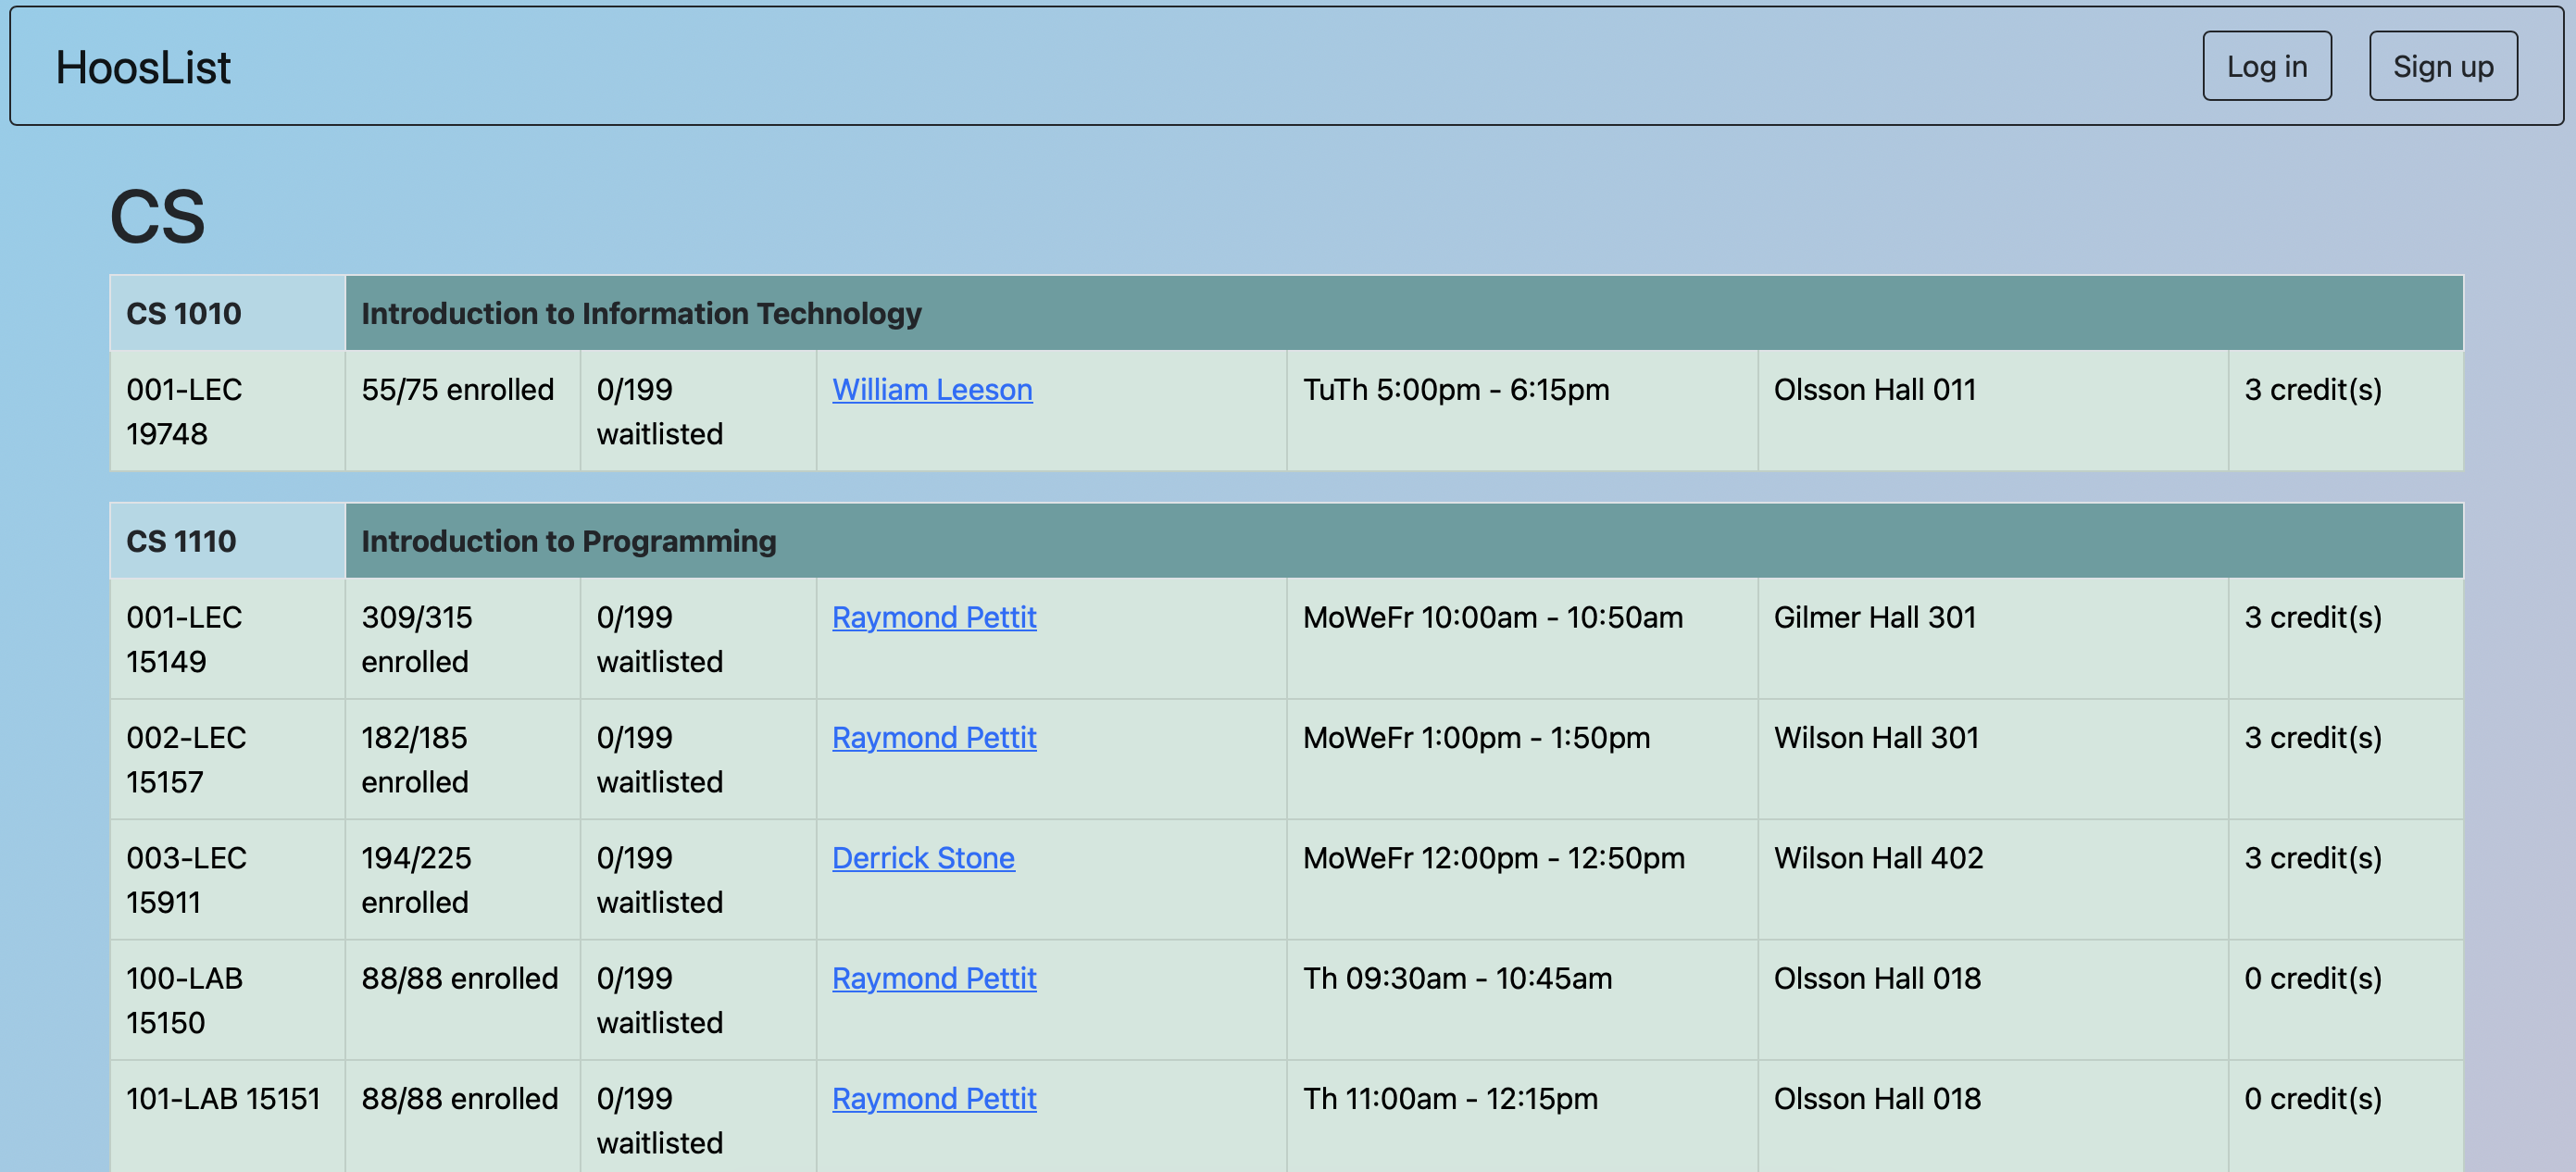 HoosList
Log in
Sign up
CS
CS 1010 Introduction to Information Technology
001-LEC 55/75 enrolled 0/199 William Leeson TuTh 5:00pm - 6:15pm Olsson Hall 011 3 credit(s)
19748 waitlisted
CS 1110 Introduction to Programming
001-LEC 309/315 0/199 Raymond Pettit MoWeFr 10:00am - 10:50am Gilmer Hall 301 3 credit(s)
15149 enrolled waitlisted
002-LEC 182/185 0/199 Raymond Pettit MoWeFr 1:00pm - 1:50pm Wilson Hall 301 3 credit(s)
15157 enrolled waitlisted
003-LEC 194/225 0/199 Derrick Stone MoWeFr 12:00pm - 12:50pm Wilson Hall 402 3 credit(s)
15911 enrolled waitlisted
100-LAB 88/88 enrolled 0/199 Raymond Pettit Th 09:30am - 10:45am Olsson Hall 018 0 credit(s)
15150 waitlisted
101-LAB 15151 88/88 enrolled 0/199 Raymond Pettit Th 11:00am - 12:15pm Olsson Hall 018 0 credit(s)
waitlisted